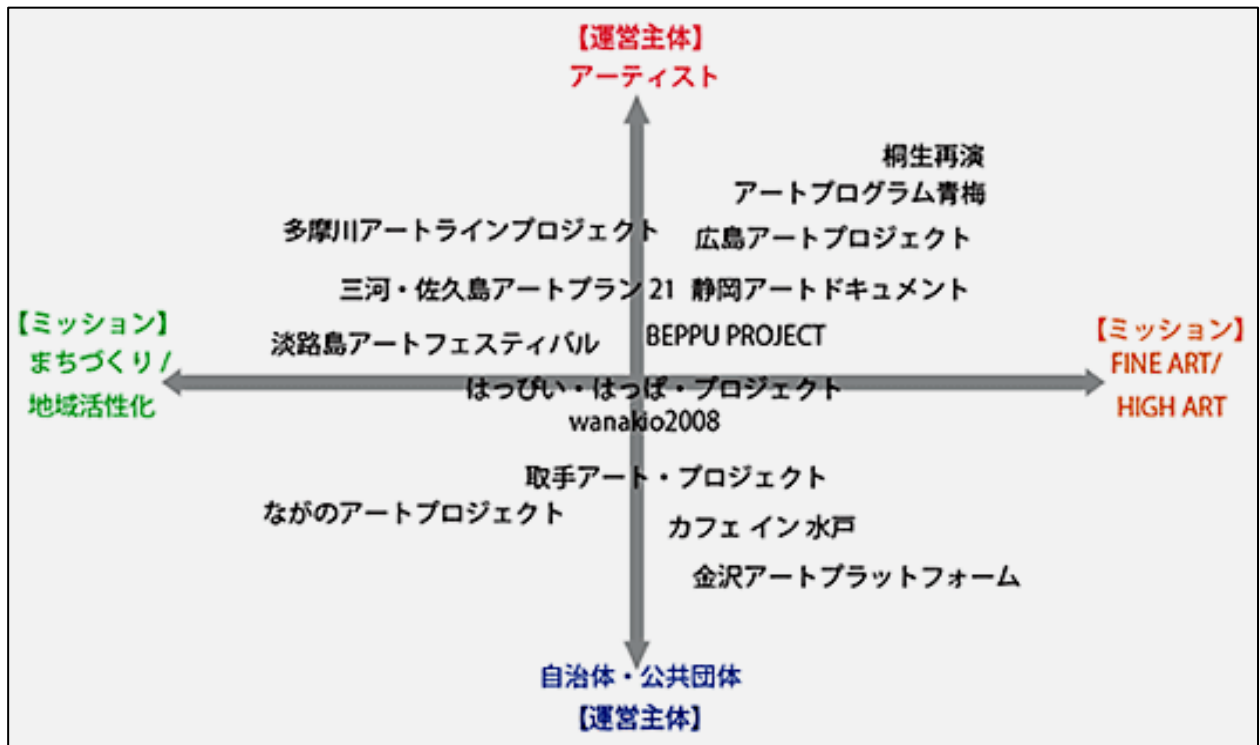 【運営主体】
アーティスト
桐生再演
アートプログラム青梅
多摩川アートラインプロジェクト
広島アートプロジェクト
三河・佐久島アートプラン 21
静岡アートドキュメント
【ミッション】
まちづくり /
地域活性化
淡路島アートフェスティバル
BEPPU PROJECT
【ミッション】
FINE ART/
HIGH ART
はっぴい・はっぱ・プロジェクト
wanakio2008
取手アート・プロジェクト
ながのアートプロジェクト
カフェ イン 水戸
金沢アートプラットフォーム
自治体・公共団体
【運営主体】